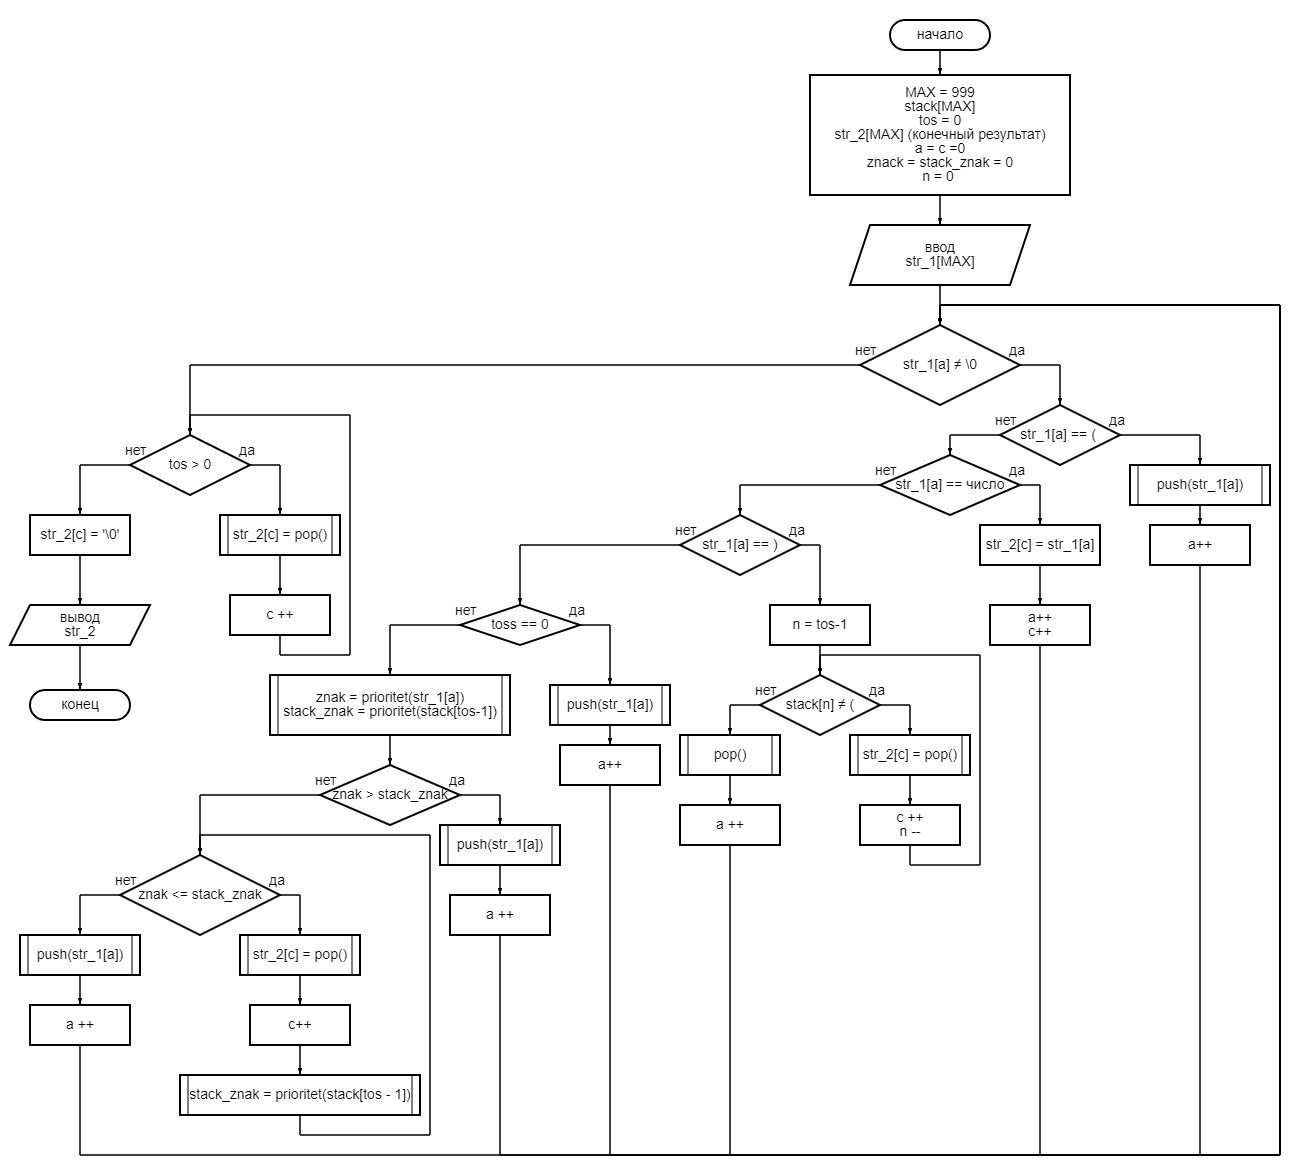 начало
MAX = 999
stack[MAX]
tos = 0
str_2[MAX] (конечный результат)
a = c =0
znack = stack_znak = 0
n = 0
ввод
str_1[MAX]
нет
str_1[a] ≠ \0
да
нет
str_1[a] == (
да
push(str_1[a])
a++
нет
str_1[a] == число
да
str_2[c] = str_1[a]
a++
c++
нет
str_1[a] == )
да
n = tos-1
нет
stack[n] ≠ (
да
pop()
a ++
str_2[c] = pop()
c ++
n --
нет
toss == 0
да
push(str_1[a])
a++
znak = prioritet(str_1[a])
stack_znak = prioritet(stack[tos-1])
нет
znak > stack_znak
да
push(str_1[a])
a ++
нет
znak <= stack_znak
да
push(str_1[a])
a ++
str_2[c] = pop()
c++
stack_znak = prioritet(stack[tos - 1])
нет
tos > 0
да
str_2[c] = pop()
c ++
str_2[c] = '\0'
вывод
str_2
конец